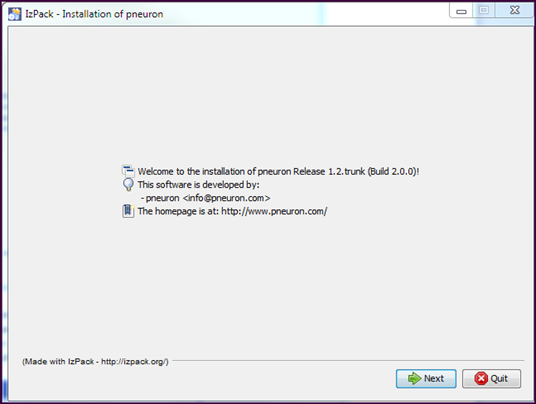 IzPack - Installation of pneuron
Welcome to the installation of pneuron Release 1.2.trunk (Build 2.0.0)!
This software is developed by:
- pneuron <info@pneuron.com>
The homepage is at: http://www.pneuron.com/
(Made with IzPack - http://izpack.org/)
Next Quit